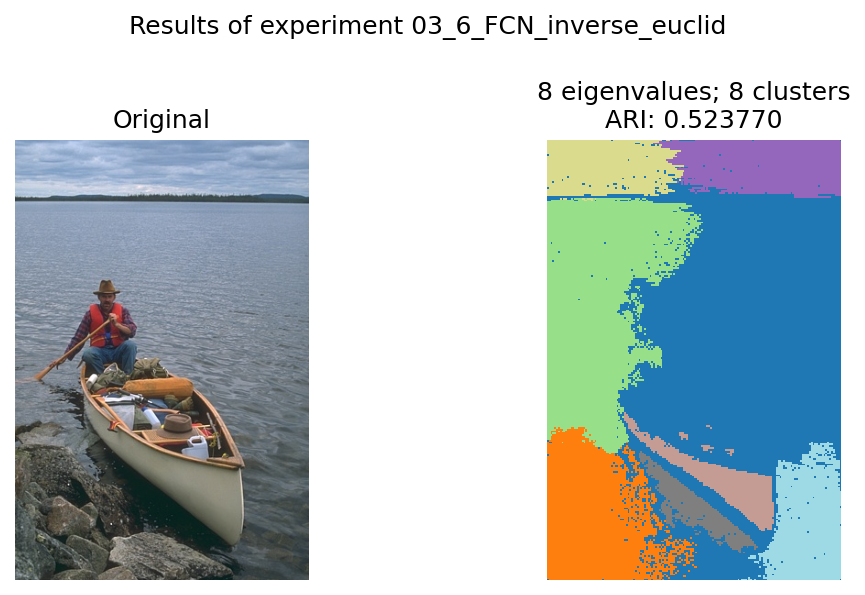 Results of experiment 03_6_FCN_inverse_euclid
Original
8 eigenvalues; 8 clusters
ARI: 0.523770